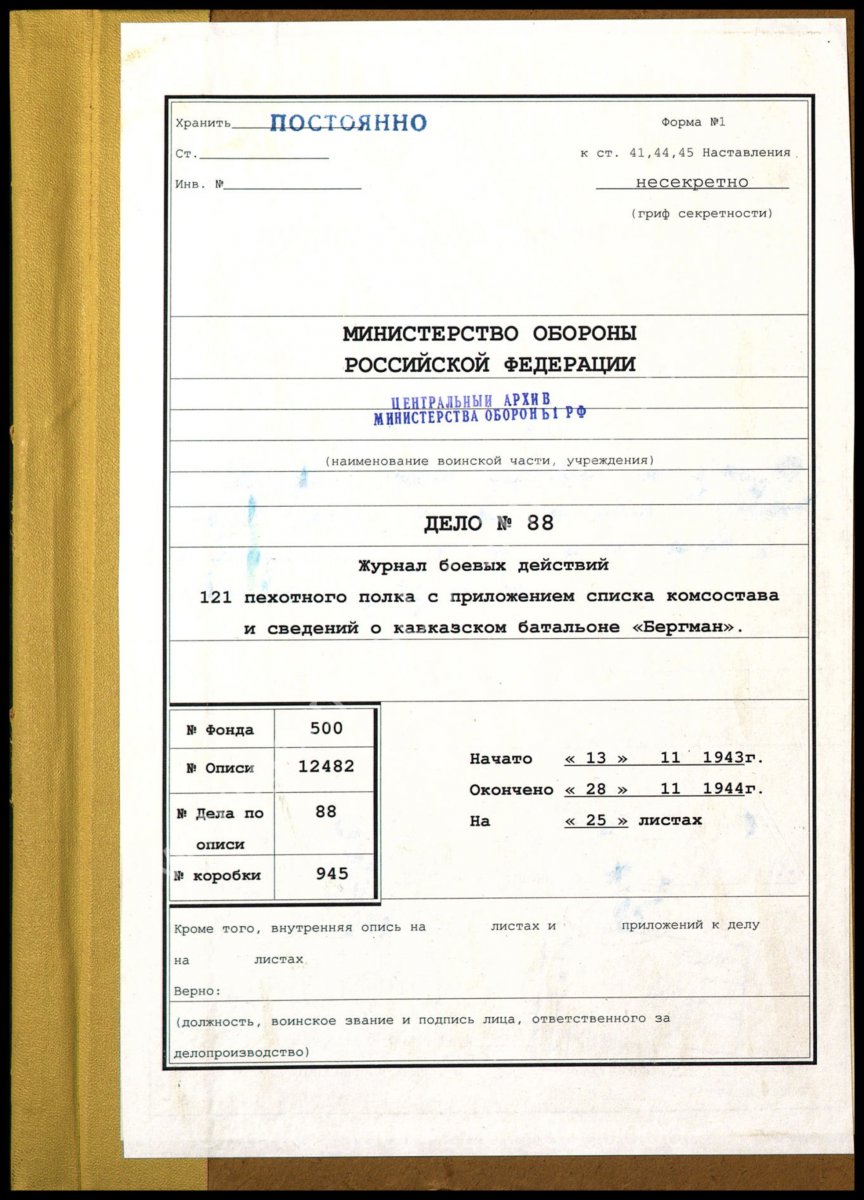 Хранить ПОСТОЯННО
Форма №1
Ст.
к ст. 41,44,45 Наставления
Инв. №
несекретно
(гриф секретности)
МИНИСТЕРСТВО ОБОРОНЫ
РОССИЙСКОЙ ФЕДЕРАЦИИ
ЦЕНТРАЛЬНЫЙ АРХИВ
МИНИСТЕРСТВА ОБОРОНЫ РФ
(наименование воинской части, учреждения)
ДЕЛО № 88
Журнал боевых действий
121 пехотного полка с приложением списка комсостава
и сведений о кавказском батальоне «Бергман».
№ Фонда 500
№ Описи 12482
№ Дела по 88
описи
№ коробки 945
Начато « 13 » 11 1943г.
Окончено « 28 » 11 1944г.
На « 25 » листах
Кроме того, внутренняя опись на листах и приложений к делу
на листах
Верно:
(должность, воинское звание и подпись лица, ответственного за
делопроизводство)